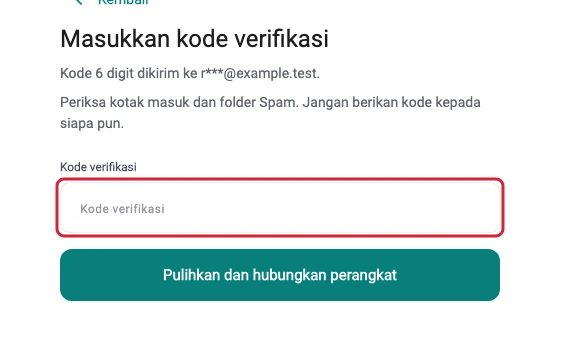 Kembali
Masukkan kode verifikasi
Kode 6 digit dikirim ke r***@example.test.
Periksa kotak masuk dan folder Spam. Jangan berikan kode kepada
siapa pun.
Kode verifikasi
Kode verifikasi
Pulihkan dan hubungkan perangkat